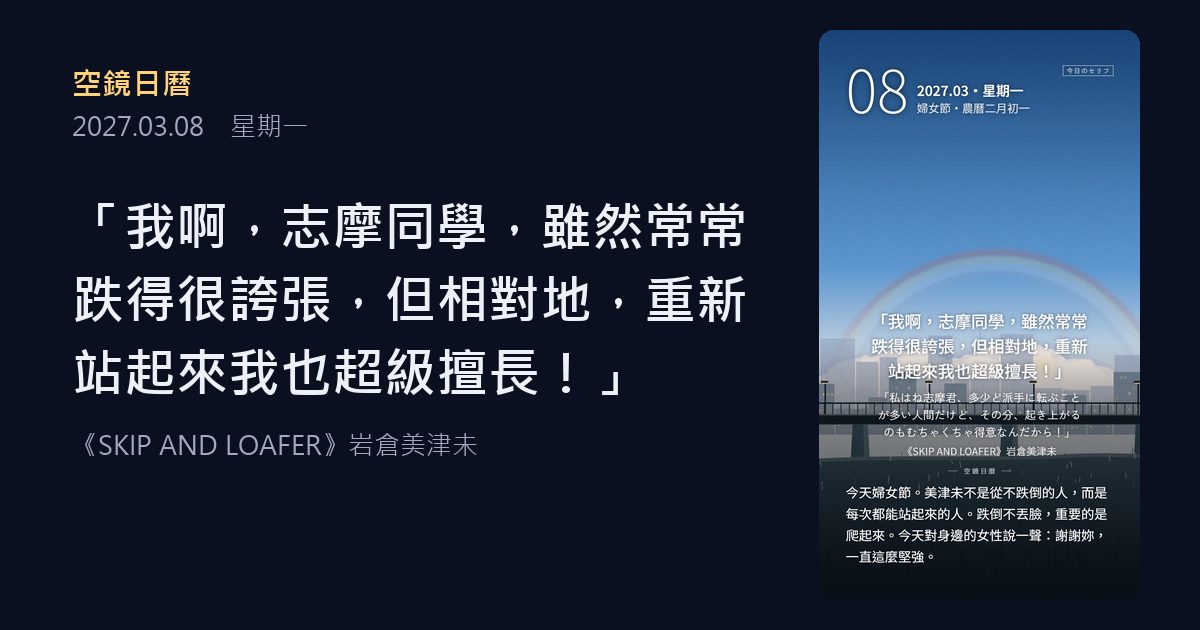 空鏡日曆
2027.03.08　星期一
「我啊，志摩同學，雖然常常
跌得很誇張，但相對地，重新
站起來我也超級擅長！」
《SKIP AND LOAFER》岩倉美津未
今日のセリフ
08
2027.03・星期一
婦女節・農曆二月初一
「我啊，志摩同學，雖然常常
跌得很誇張，但相對地，重新
站起來我也超級擅長！」
「私はね志摩君、多少ど派手に転ぶこと
が多い人間だけど、その分、起き上がる
のもむちゃくちゃ得意なんだから！」
《SKIP AND LOAFER》岩倉美津未
— 空鏡日曆 —
今天婦女節。美津未不是從不跌倒的人，而是
每次都能站起來的人。跌倒不丟臉，重要的是
爬起來。今天對身邊的女性說一聲：謝謝妳，
一直這麼堅強。